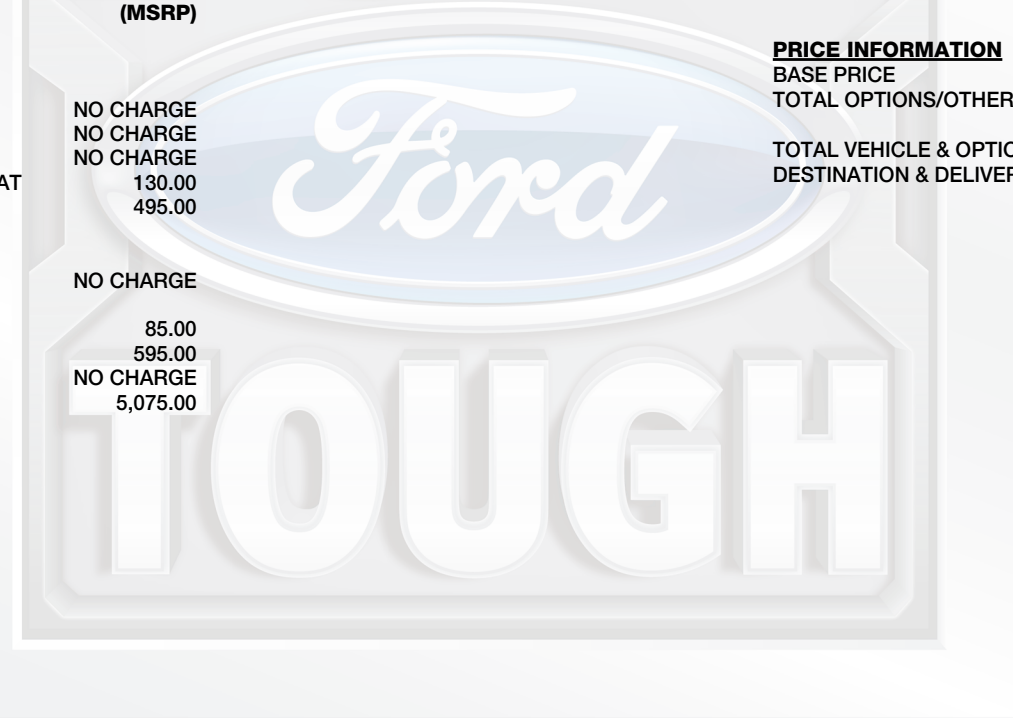 (MSRP)
NO CHARGE
NO CHARGE
NO CHARGE
AT 130.00
495.00
NO CHARGE
85.00
595.00
NO CHARGE
5,075.00
PRICE INFORMATION
BASE PRICE
TOTAL OPTIONS/OTHER
TOTAL VEHICLE & OPTIO
DESTINATION & DELIVER
Ford
TOUGH